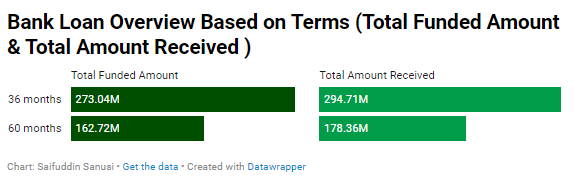 Bank Loan Overview Based on Terms (Total Funded Amount
& Total Amount Received )
Total Funded Amount
Total Amount Received
36 months
273.04M
294.71M
60 months
162.72M
178.36M
Chart: Saifuddin Sanusi • Get the data • Created with Datawrapper